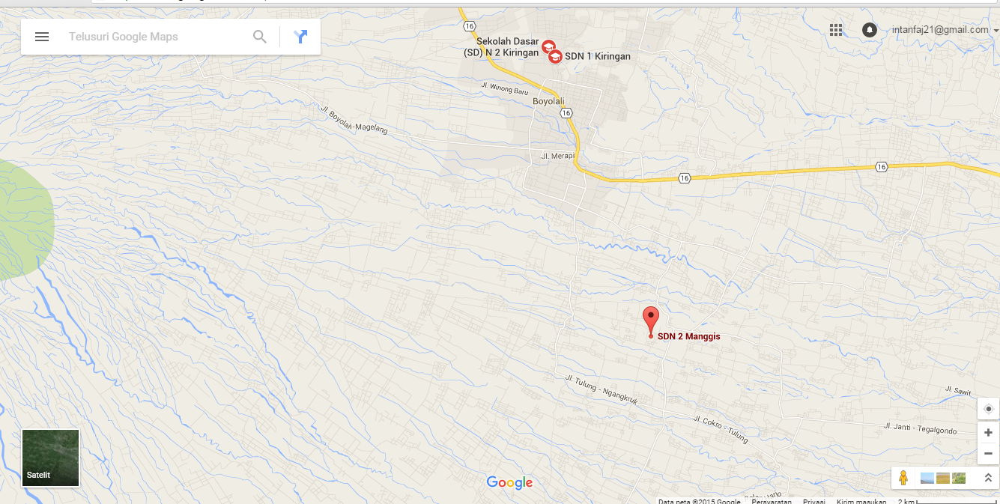 Telusuri Google Maps
intanfaj21@gmail.com
16
Sekolah Dasar
(SD) N 2 Kiringan
SDN 1 Kiringan
Jl. Winong Baru
Boyolali
16
Jl. Boyolali-Magelang
Jl. Merapi
16
16
SDN 2 Manggis
Jl. Tulung - Ngangkruk
Jl. Sawit
Jl. Cokro - Tulung
Jl. Janti - Tegalgondo
Satelit
Google
Data peta ©2015 Google
Persyaratan
Privasi
Kirim masukan
2 km